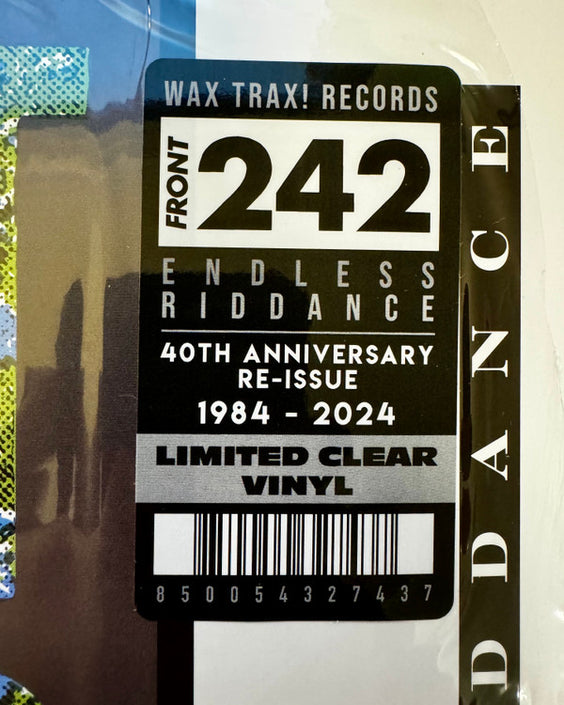 WAX TRAX! RECORDS
FRONT
242
ENDLESS
RIDDANCE
40TH ANNIVERSARY
RE-ISSUE
1984 - 2024
LIMITED CLEAR
VINYL
850054327437
DDANCE